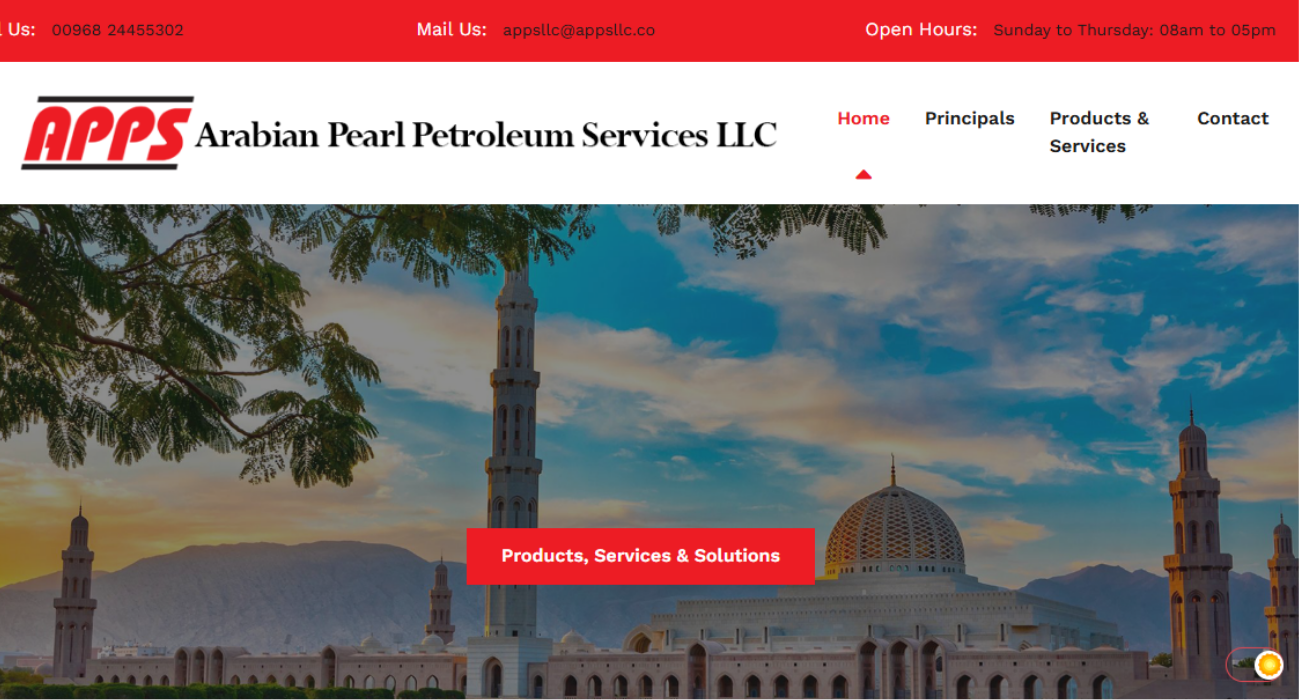 Us: 00968 24455302
Mail Us: appsllc@appsllc.co
Open Hours: Sunday to Thursday: 08am to 05pm
APPS Arabian Pearl Petroleum Services LLC
Home
Principals
Products &
Services
Contact
Products, Services & Solutions